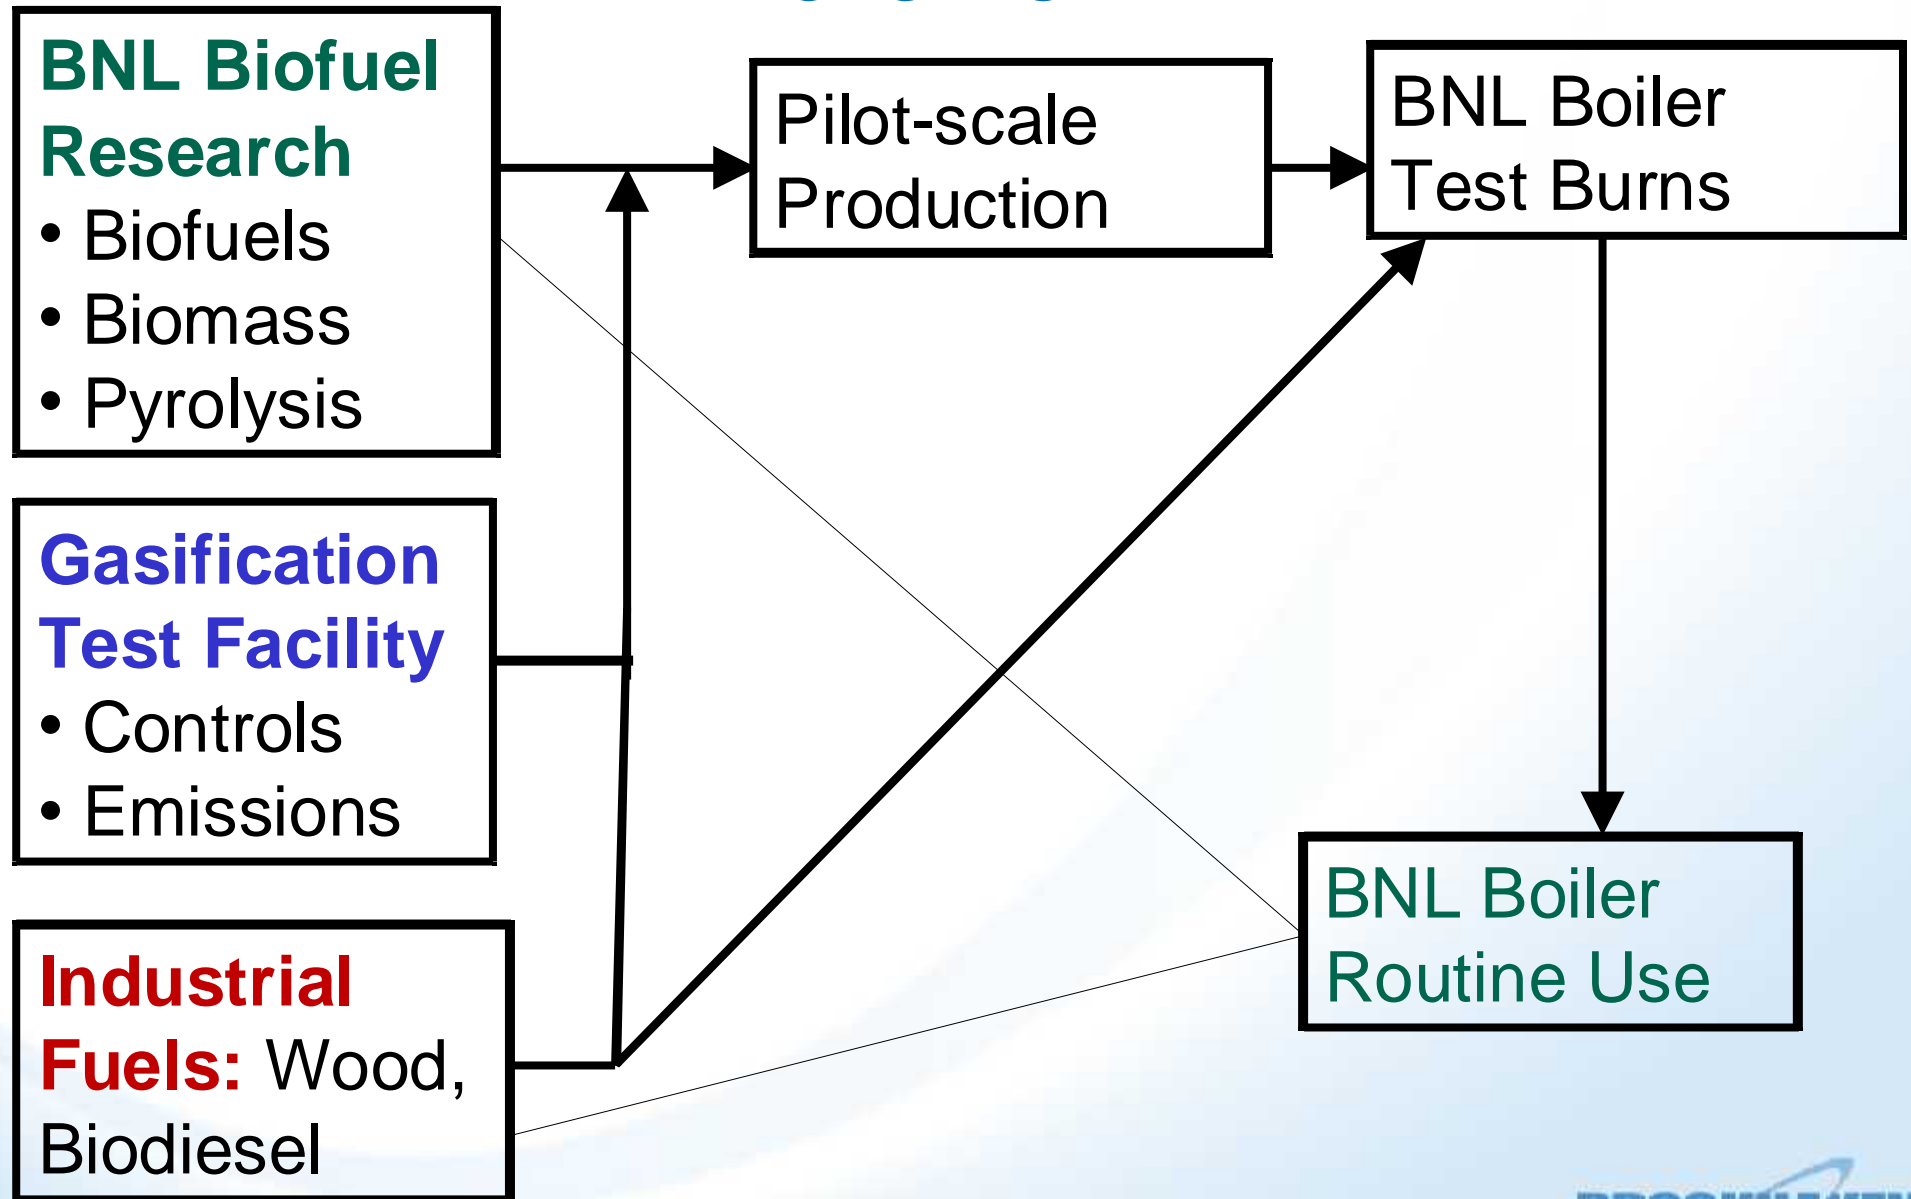 BNL Biofuel
Research
• Biofuels
• Biomass
• Pyrolysis
Gasification
Test Facility
• Controls
• Emissions
Industrial
Fuels: Wood,
Biodiesel
Pilot-scale
Production
BNL Boiler
Test Burns
BNL Boiler
Routine Use